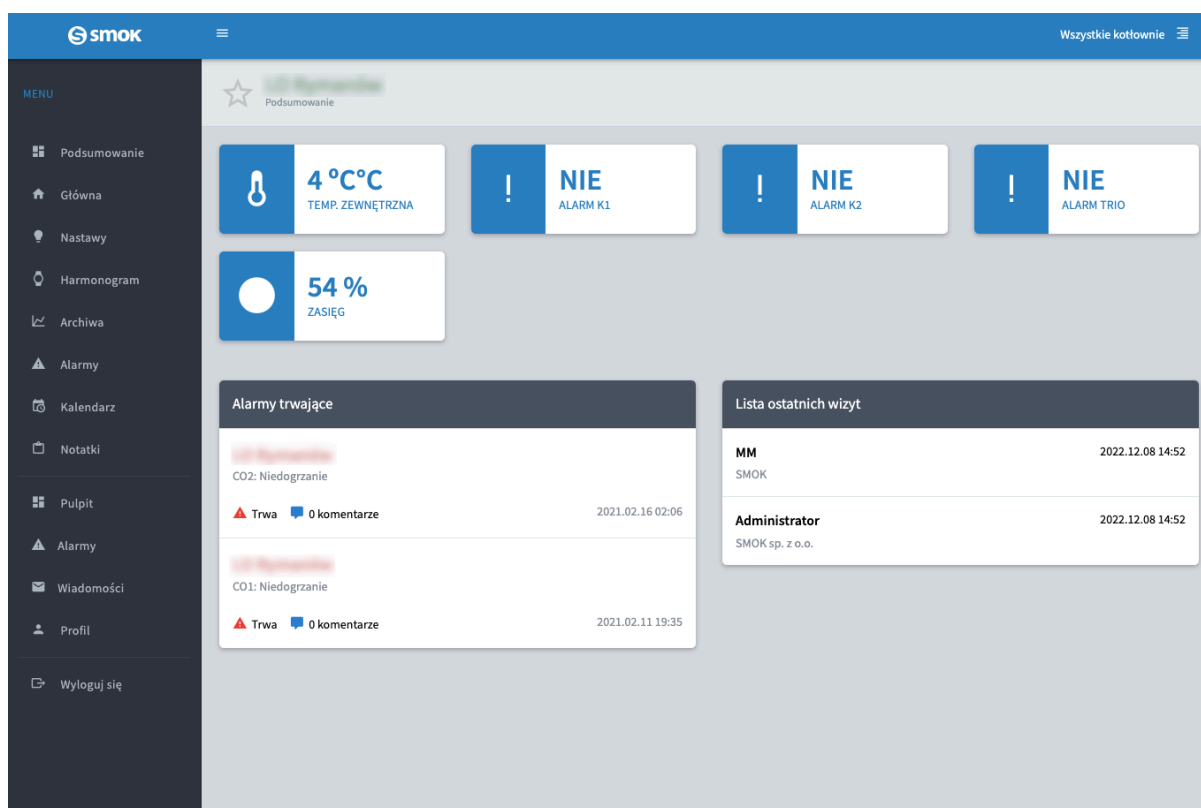 smok
Wszystkie kotłownie
MENU
Podsumowanie
Główna
Nastawy
Harmonogram
Archiwa
Alarmy
Kalendarz
Notatki
Pulpit
Alarmy
Wiadomości
Profil
Wyloguj się
Podsumowanie
4 °C°C
TEMP. ZEWNĘTRZNA
NIE
ALARM K1
NIE
ALARM K2
NIE
ALARM TRIO
54 %
ZASIĘG
Alarmy trwające
CO2: Niedogrzanie
Trwa 0 komentarze 2021.02.16 02:06
CO1: Niedogrzanie
Trwa 0 komentarze 2021.02.11 19:35
Lista ostatnich wizyt
MM 2022.12.08 14:52
SMOK
Administrator 2022.12.08 14:52
SMOK sp. z o.o.